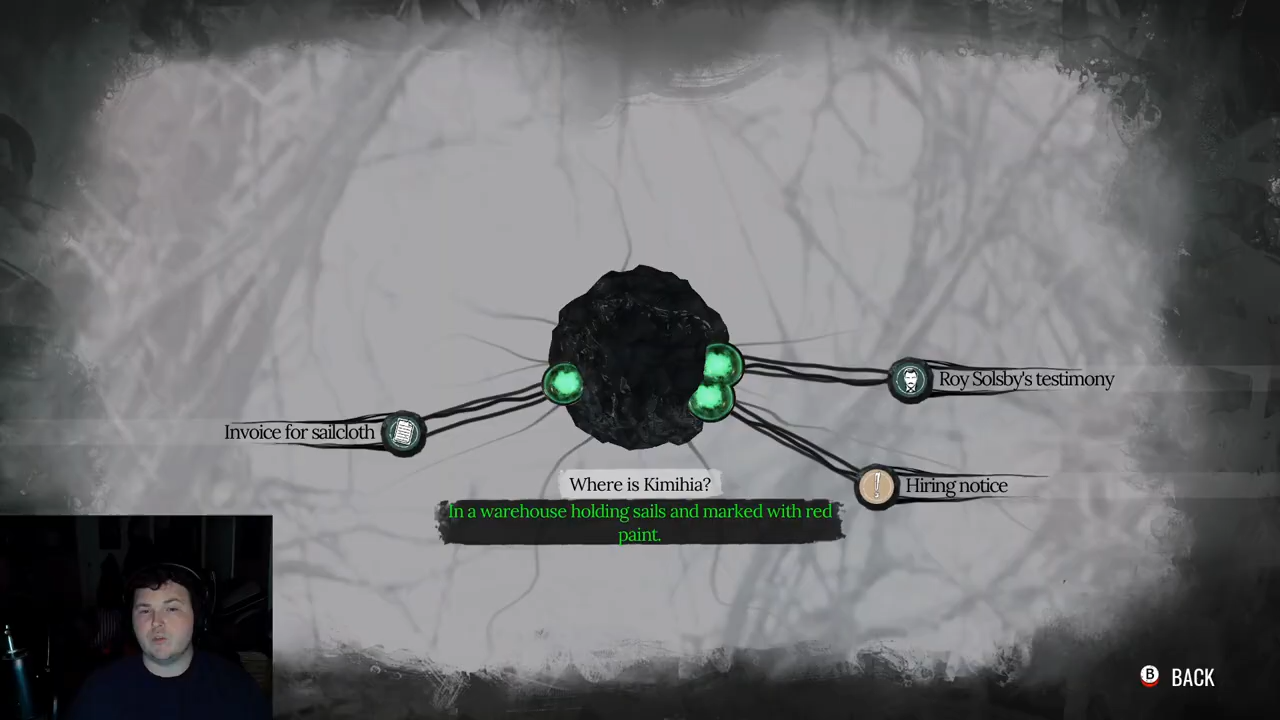 Roy Solsby's testimony
Invoice for sailcloth
Where is Kimihia?
Hiring notice
In a warehouse holding sails and marked with red
paint.
B BACK